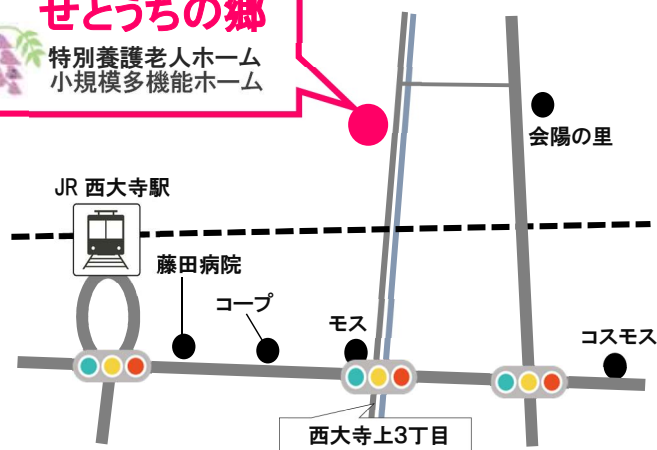 せとうちの郷
特別養護老人ホーム
小規模多機能ホーム
会陽の里
JR 西大寺駅
藤田病院
コープ
モス
コスモス
西大寺上3丁目